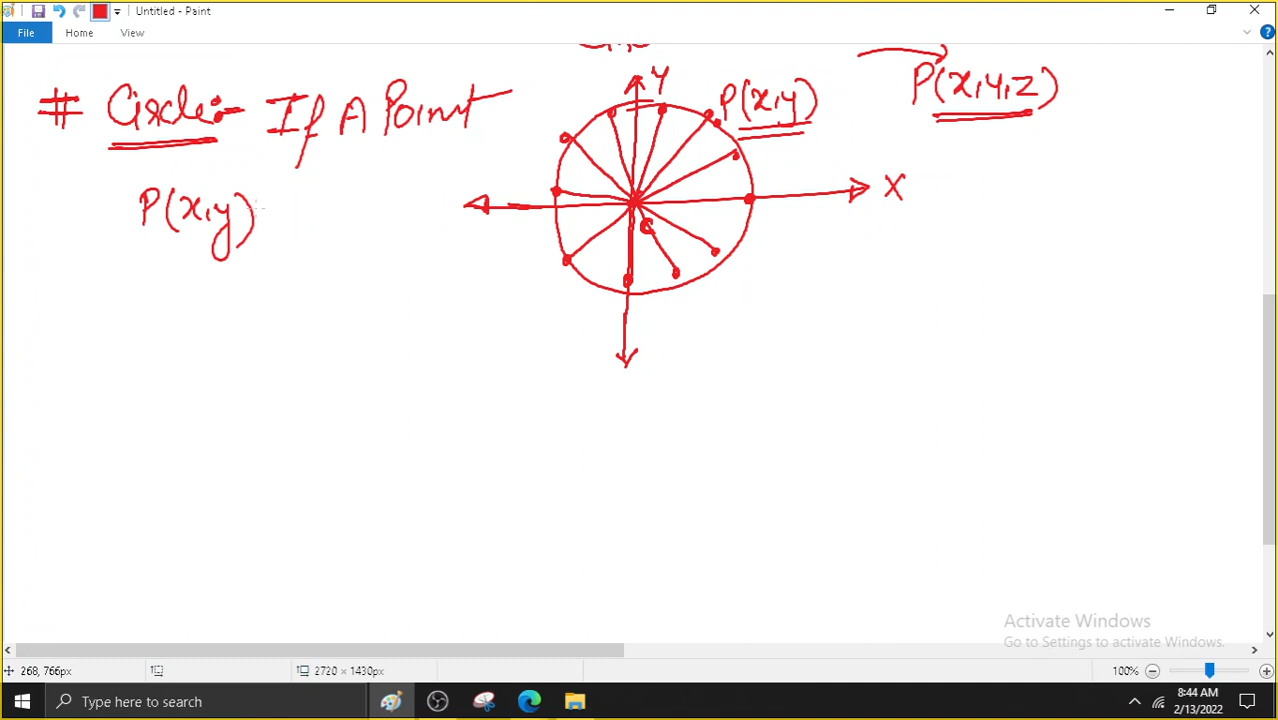 Untitled - Paint
File Home View
P(x,y,z)
# Circle:- If A Point
Y
P(x,y)
X
P(x,y)
C
Activate Windows
Go to Settings to activate Windows.
268, 766px
2720 × 1430px
100%
Type here to search
8:44 AM
2/13/2022